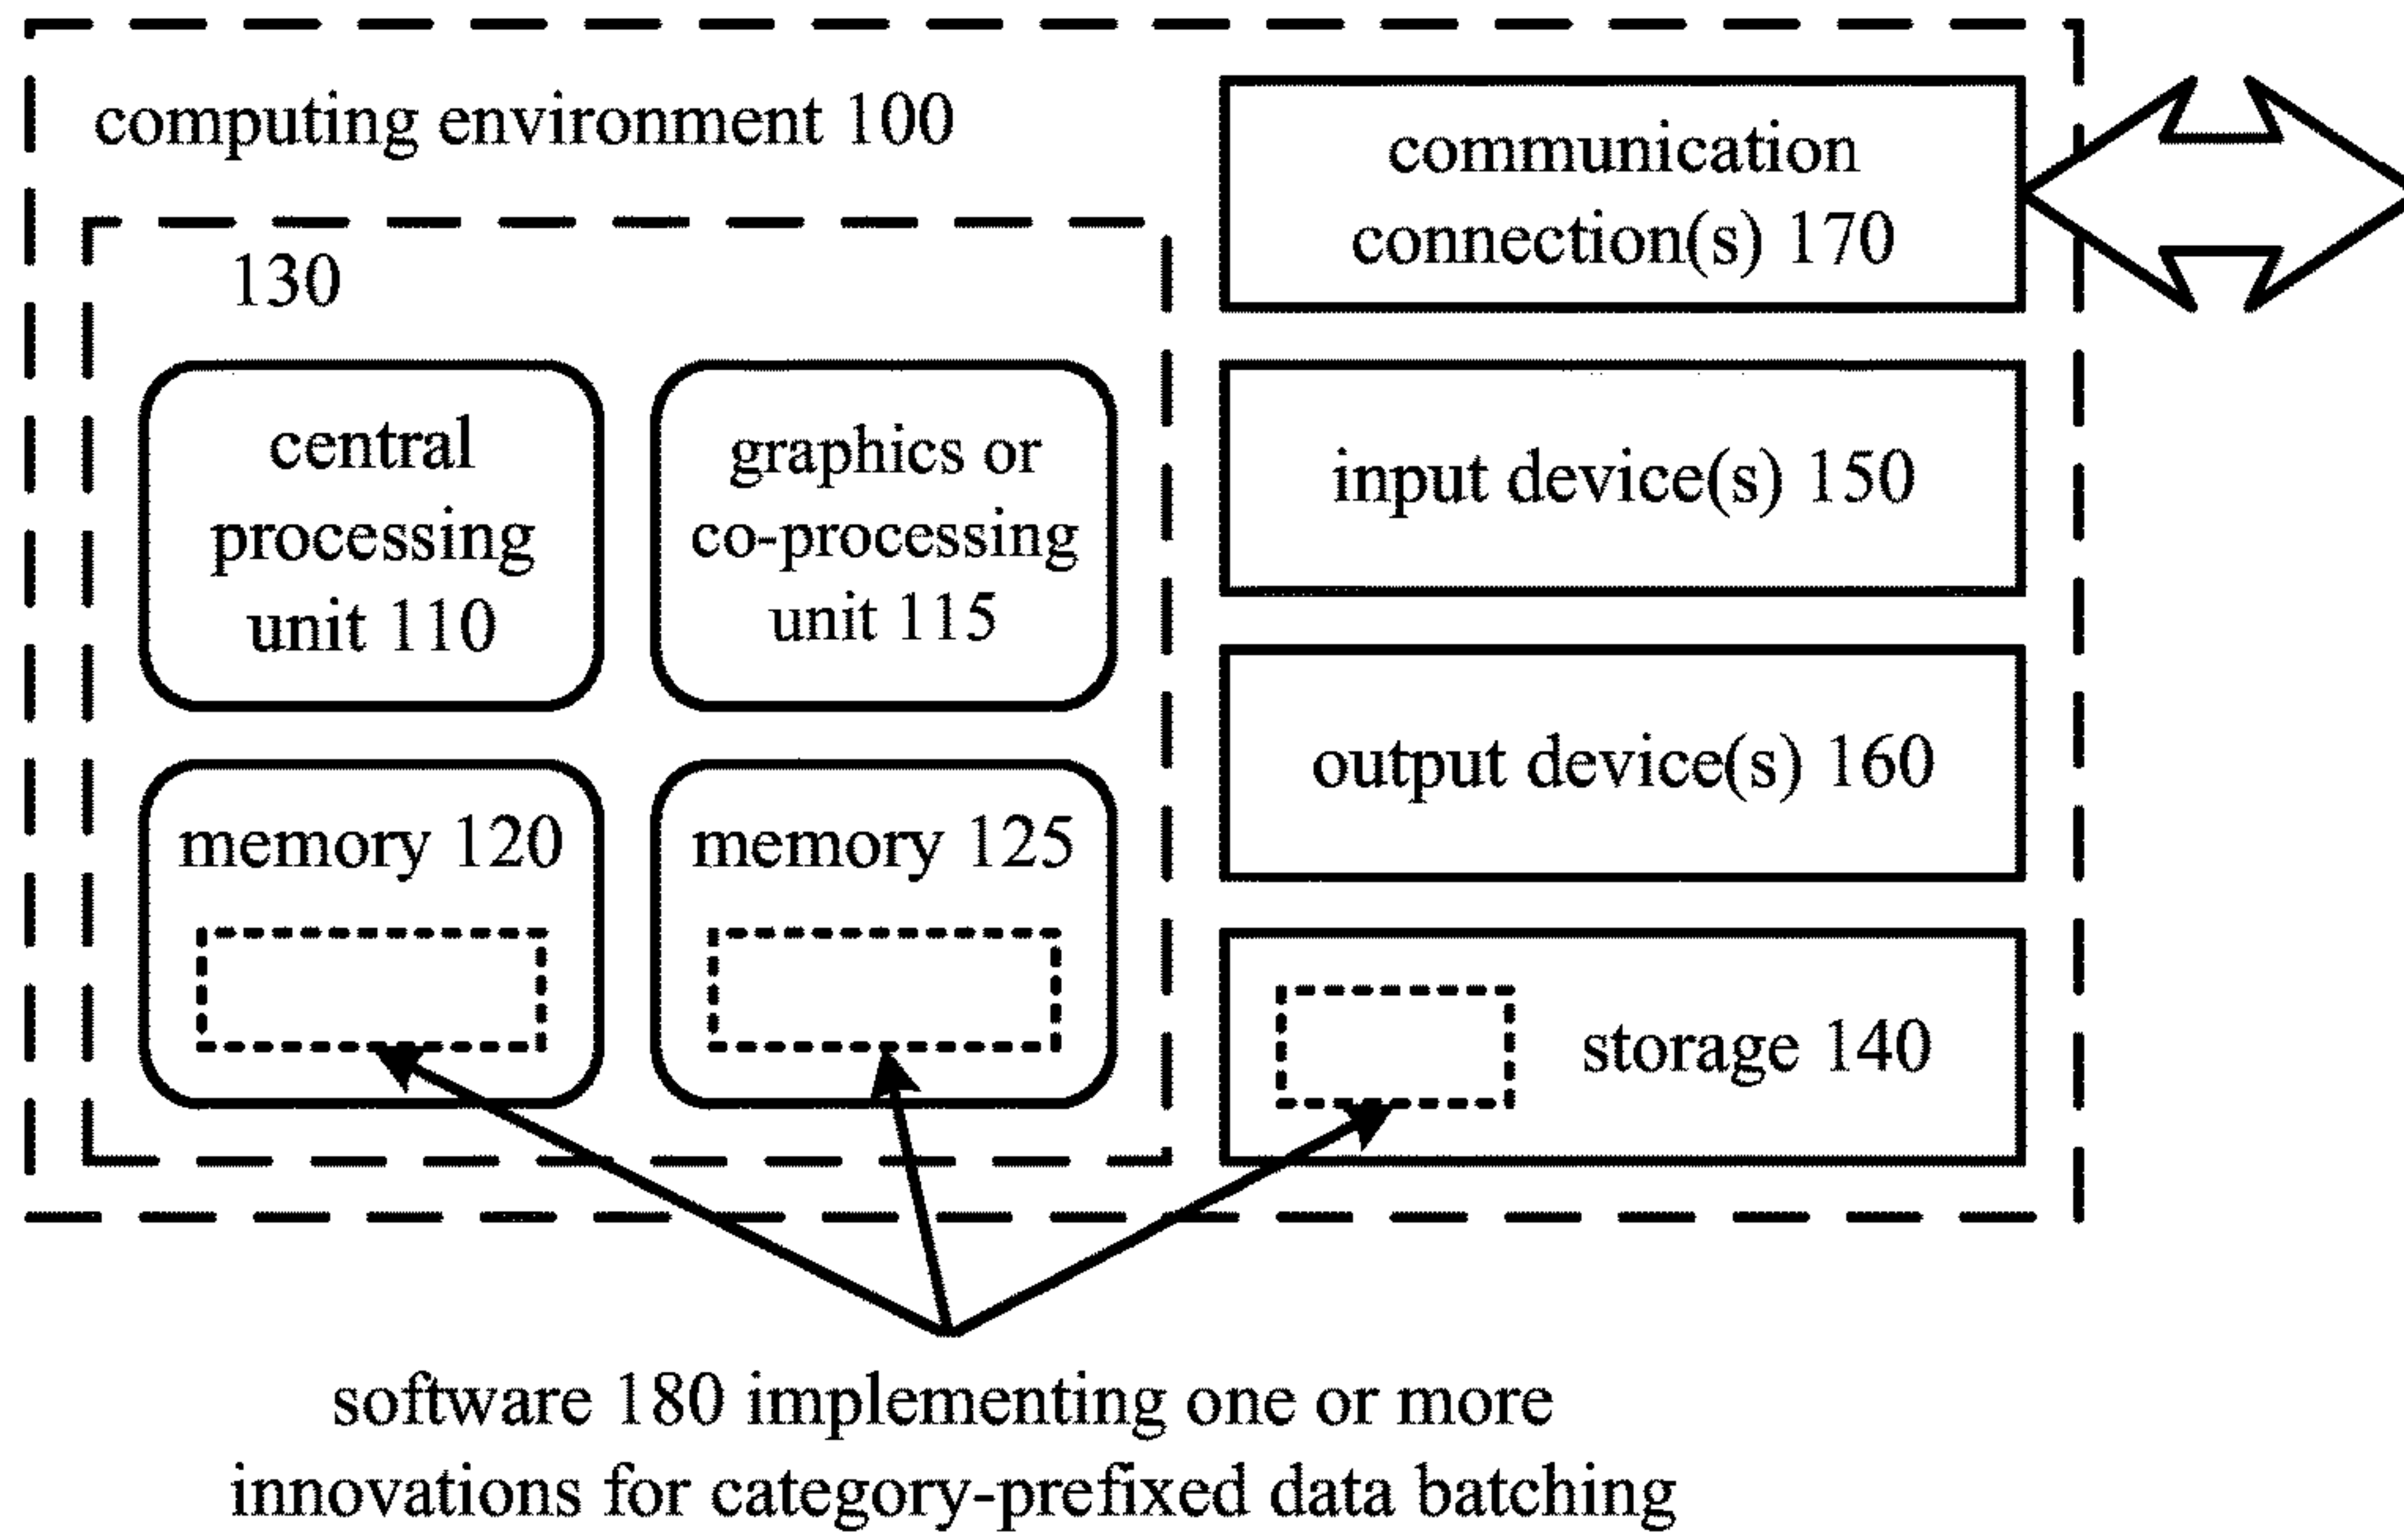 computing environment 100
130
central
processing
unit 110
graphics or
co-processing
unit 115
memory 120
memory 125
communication
connection(s) 170
input device(s) 150
output device(s) 160
storage 140
software 180 implementing one or more
innovations for category-prefixed data batching